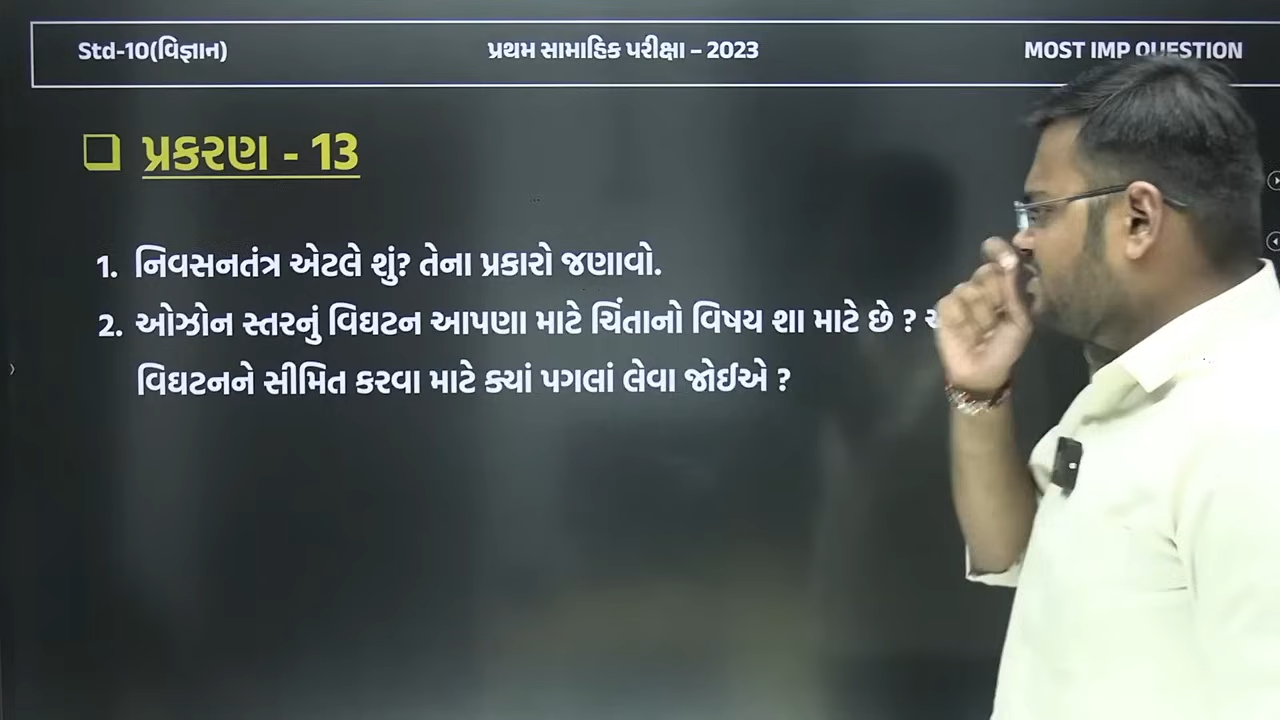 Std-10(વિજ્ઞાન)
પ્રથમ સામાહિક પરીક્ષા – 2023
MOST IMP QUESTION
❑ પ્રકરણ - 13
1. નિવસનતંત્ર એટલે શું? તેના પ્રકારો જણાવો.
2. ઓઝોન સ્તરનું વિઘટન આપણા માટે ચિંતાનો વિષય શા માટે છે ?
વિઘટનને સીમિત કરવા માટે ક્યાં પગલાં લેવા જોઈએ ?